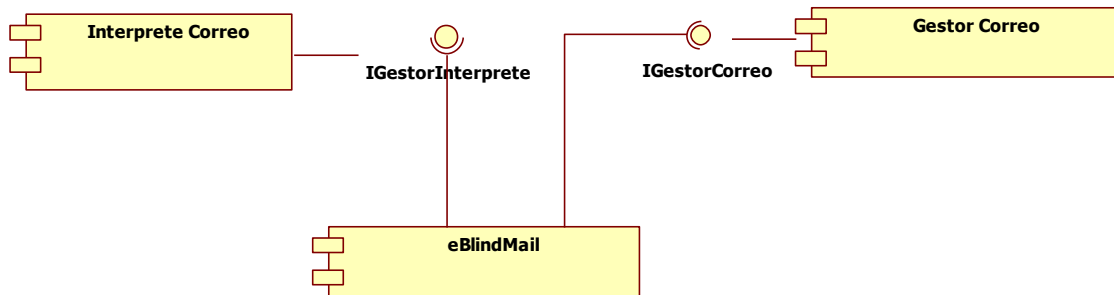 Interprete Correo
Gestor Correo
IGestorInterprete
IGestorCorreo
eBlindMail